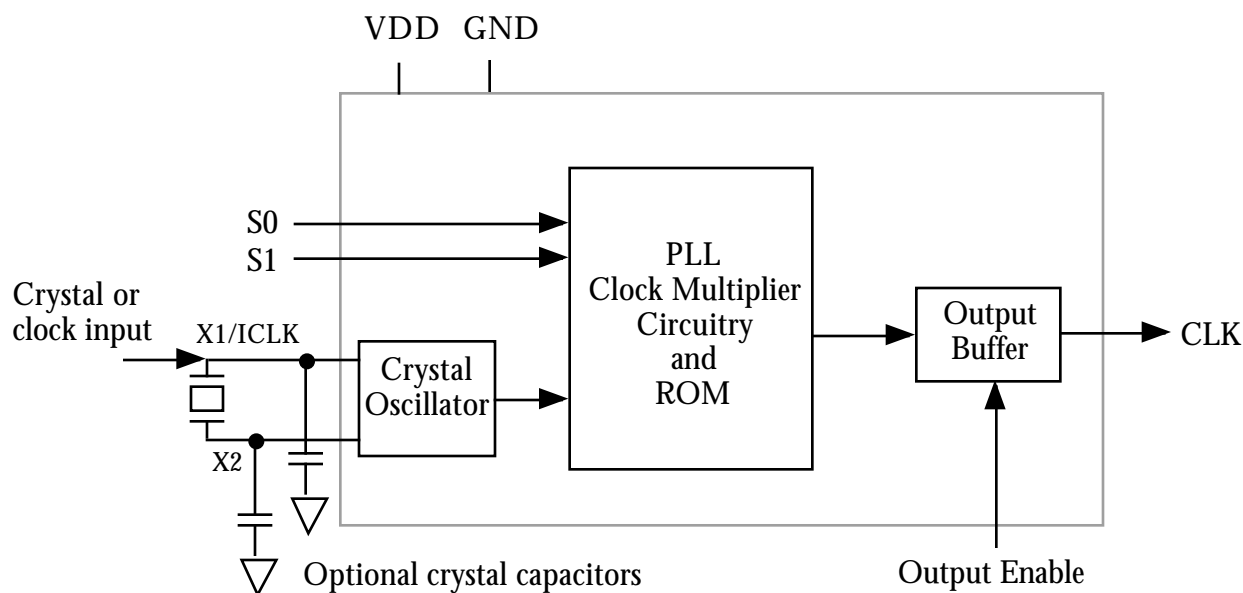 VDD GND
S0
S1
PLL
Clock Multiplier
Circuitry
and
ROM
Crystal or
clock input
X1/ICLK
Crystal
Oscillator
Output
Buffer
CLK
X2
Optional crystal capacitors
Output Enable